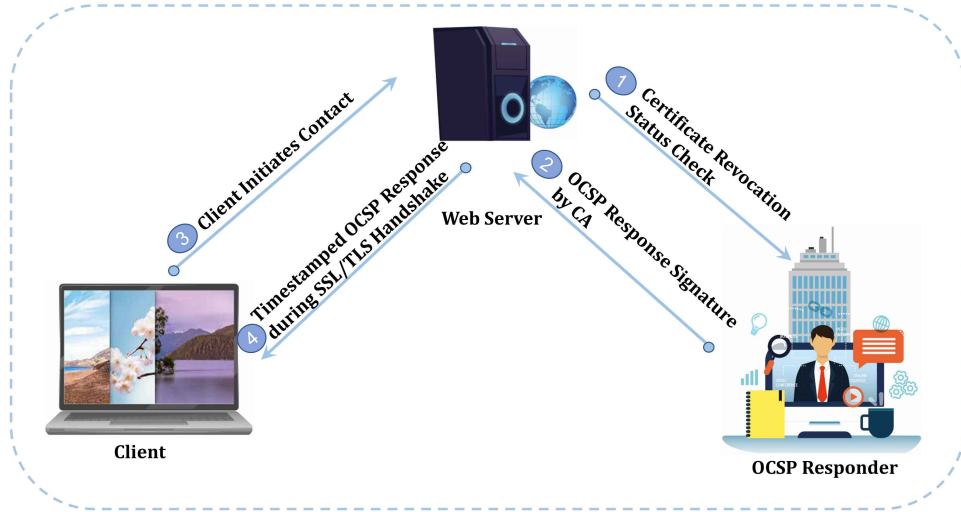 1
Certificate Revocation
Status Check
2
OCSP Response Signature
by CA
3
Client Initiates Contact
4
Timestamped OCSP Response
during SSL/TLS Handshake
Web Server
Client
OCSP Responder